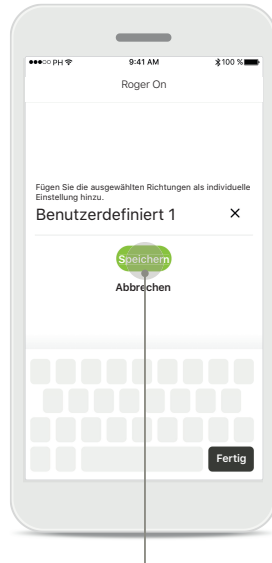 PH 9:41 AM 100 %
Roger On
Fügen Sie die ausgewählten Richtungen als individuelle
Einstellung hinzu.
Benutzerdefiniert 1
Speichern
Abbrechen
Fertig